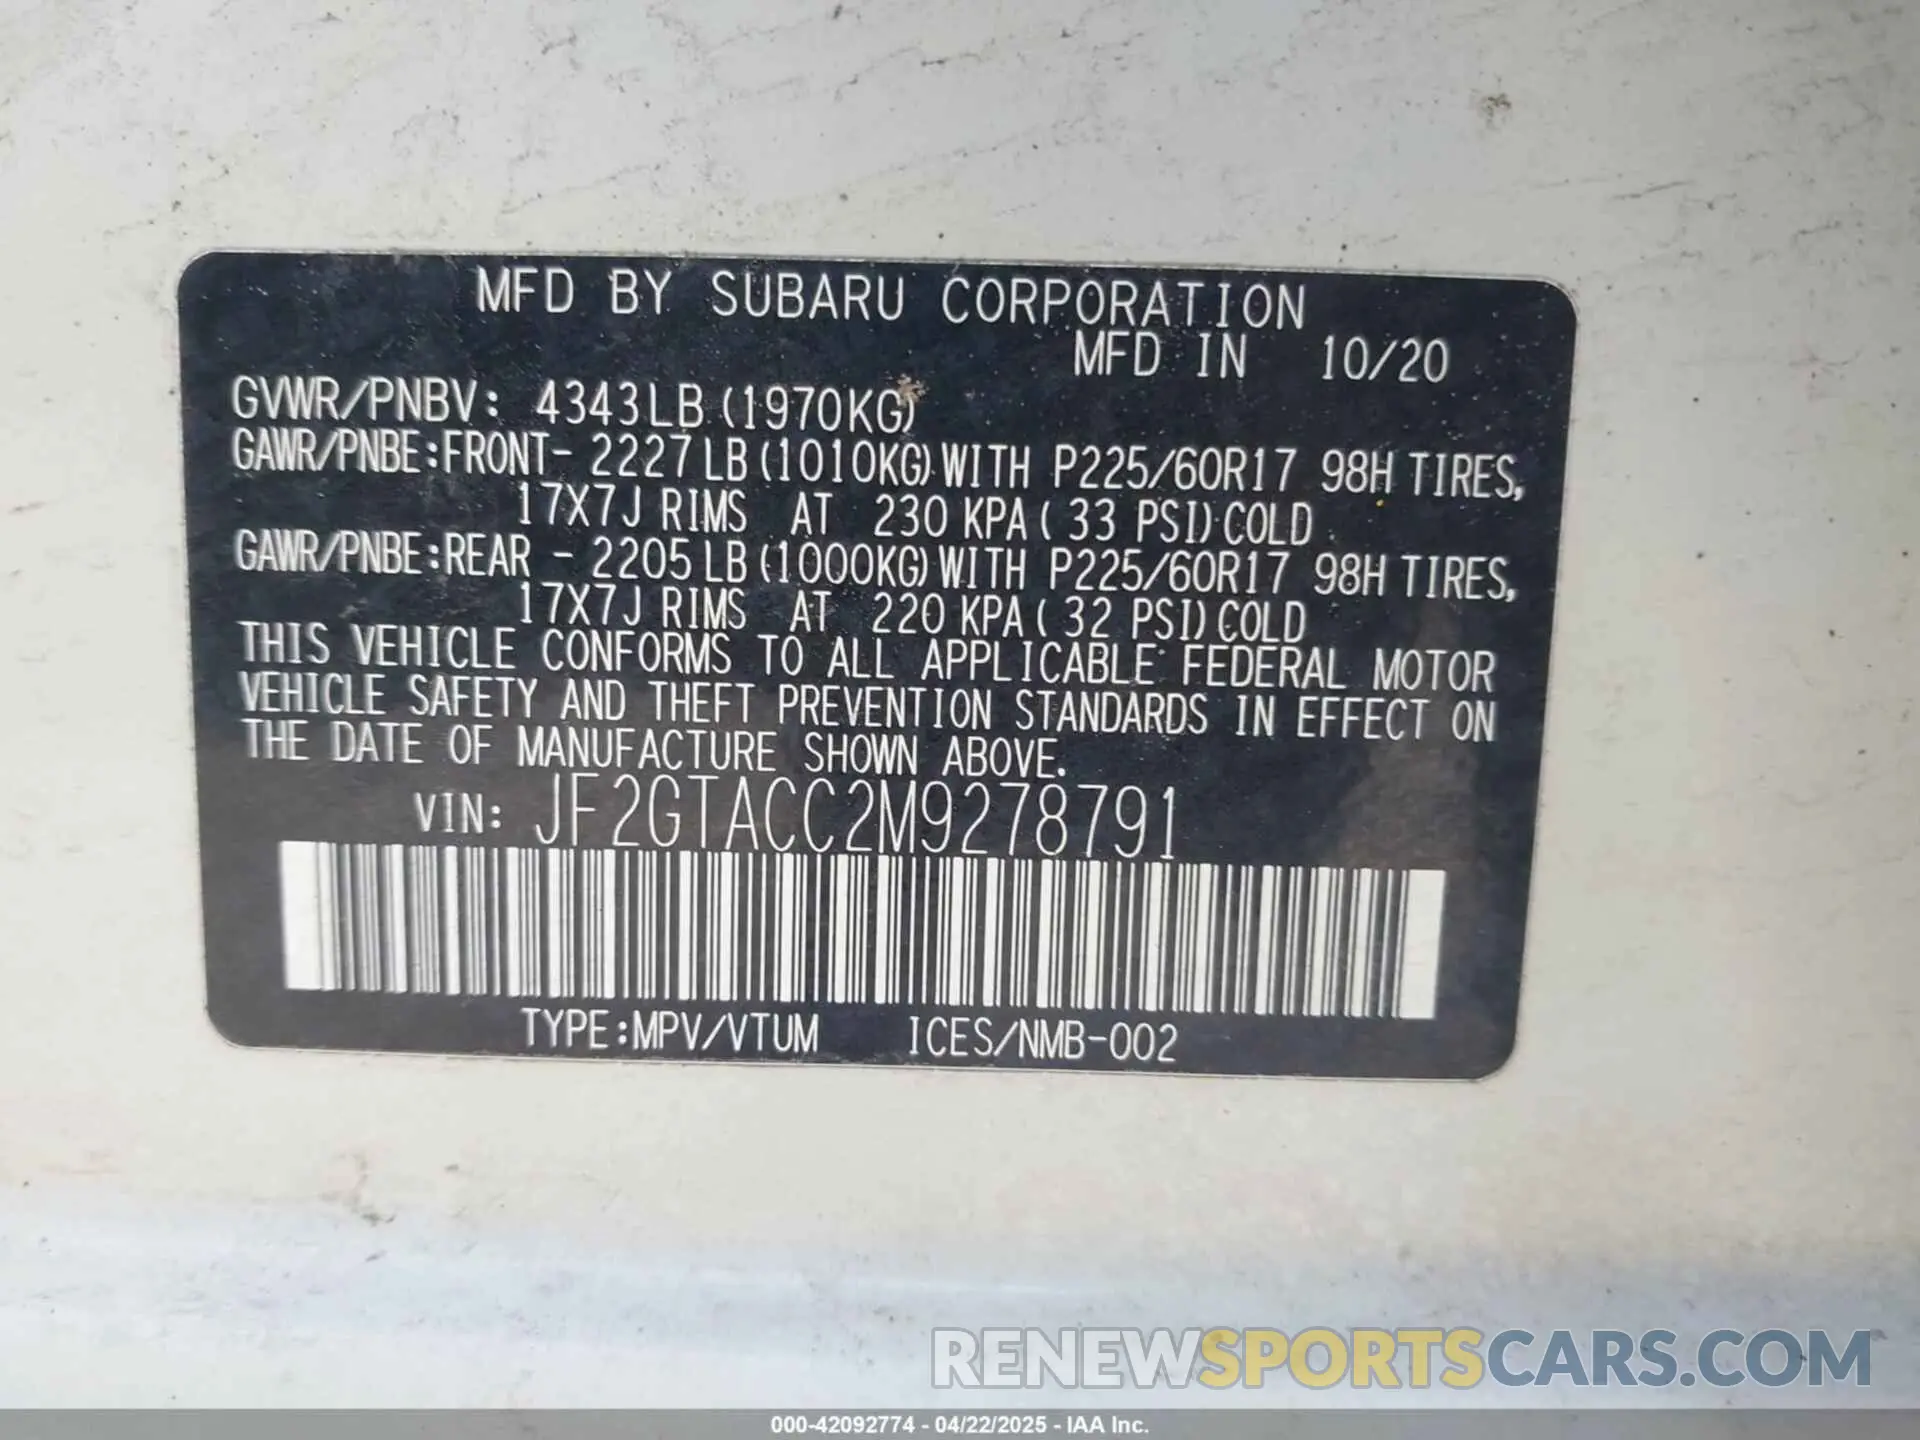 MFD BY SUBARU CORPORATION
MFD IN 10/20
GVWR/PNBV: 4343LB (1970KG)
GAWR/PNBE:FRONT- 2227LB (1010KG) WITH P225/60R17 98H TIRES,
17X7J RIMS AT 230 KPA ( 33 PSI) COLD
GAWR/PNBE:REAR - 2205LB (1000KG) WITH P225/60R17 98H TIRES,
17X7J RIMS AT 220 KPA ( 32 PSI) COLD
THIS VEHICLE CONFORMS TO ALL APPLICABLE FEDERAL MOTOR
VEHICLE SAFETY AND THEFT PREVENTION STANDARDS IN EFFECT ON
THE DATE OF MANUFACTURE SHOWN ABOVE.
VIN: JF2GTACC2M9278791
TYPE:MPV/VTUM ICES/NMB-002
RENEWSPORTSCARS.COM
000-42092774 - 04/22/2025 - IAA Inc.